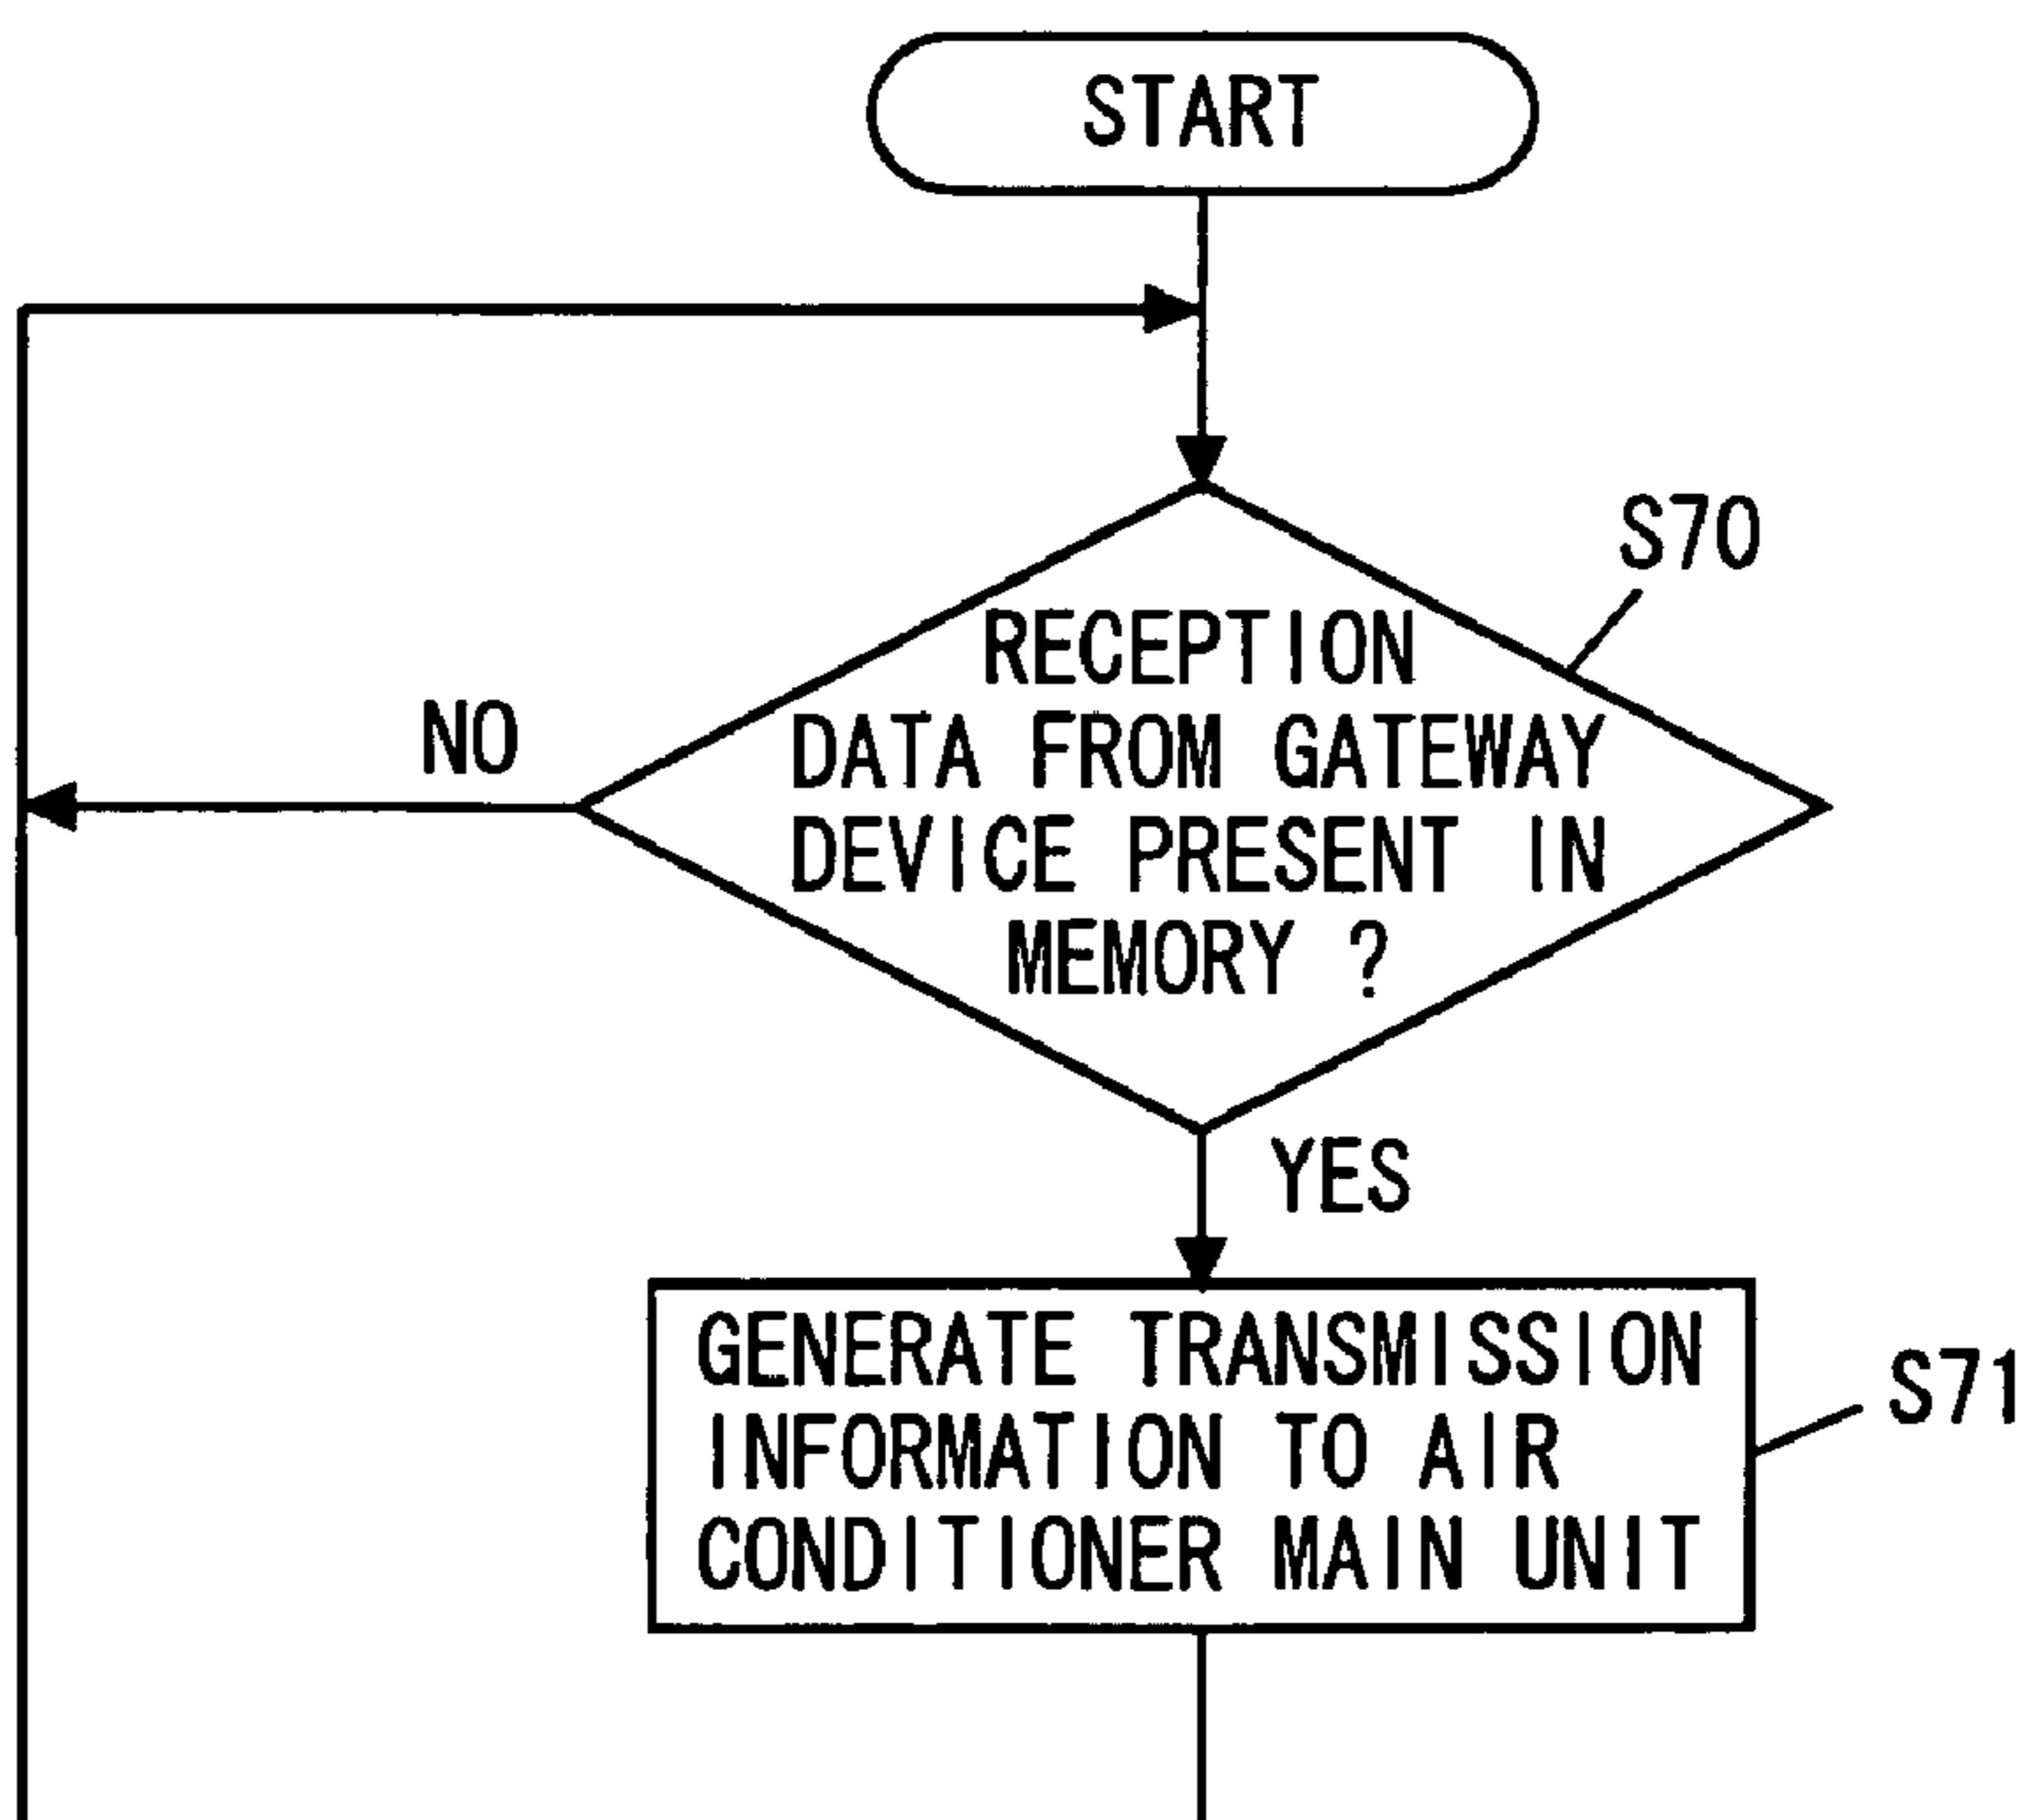 START
S70
RECEPTION
DATA FROM GATEWAY
DEVICE PRESENT IN
MEMORY ?
NO
YES
GENERATE TRANSMISSION
INFORMATION TO AIR
CONDITIONER MAIN UNIT
S71